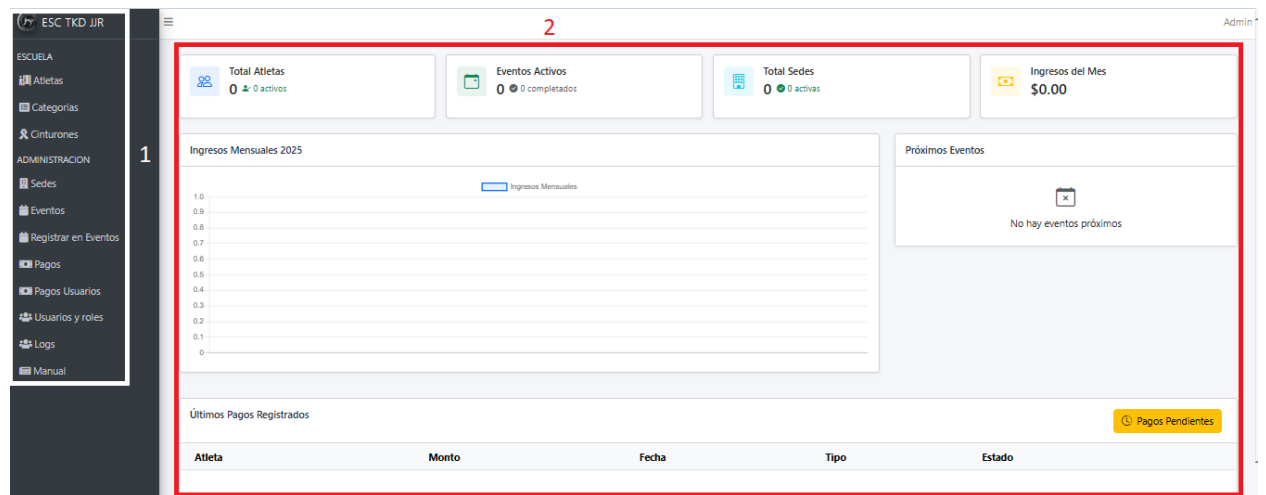 ESC TKD JJR
ESCUELA
Atletas
Categorias
Cinturones
ADMINISTRACION
Sedes
Eventos
Registrar en Eventos
Pagos
Pagos Usuarios
Usuarios y roles
Logs
Manual
1
2
Admin
Total Atletas
0 0 activos
Eventos Activos
0 0 completados
Total Sedes
0 0 activas
Ingresos del Mes
$0.00
Ingresos Mensuales 2025
Ingresos Mensuales
1.0
0.9
0.8
0.7
0.6
0.5
0.4
0.3
0.2
0.1
0
Próximos Eventos
No hay eventos próximos
Últimos Pagos Registrados
Pagos Pendientes
Atleta Monto Fecha Tipo Estado